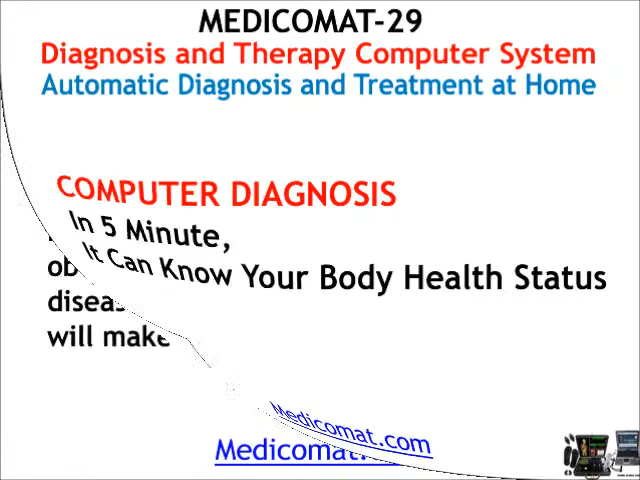 MEDICOMAT-29
Diagnosis and Therapy Computer System
Automatic Diagnosis and Treatment at Home
COMPUTER DIAGNOSIS
In 5 Minute,
It Can Know Your Body Health Status
will make
Medicomat.com
Medicomat.